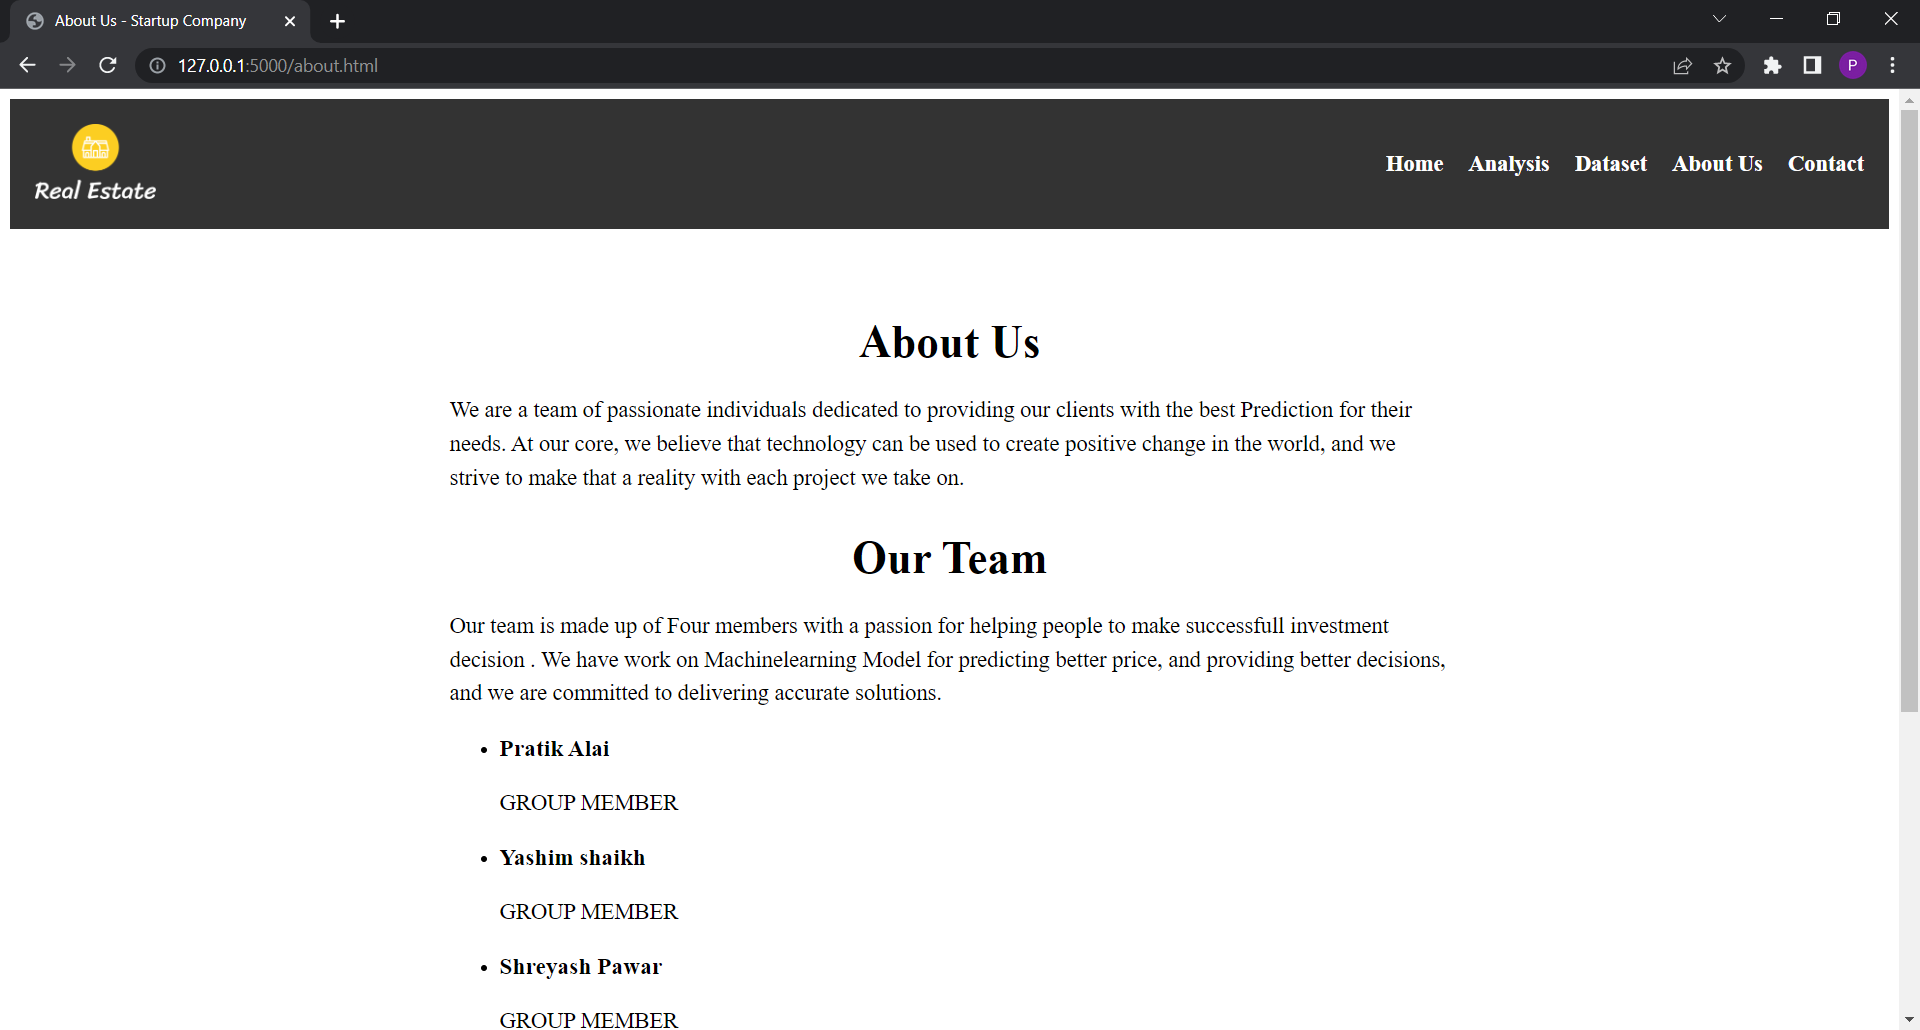 About Us - Startup Company
127.0.0.1:5000/about.html
P
Real Estate
Home Analysis Dataset About Us Contact
About Us
We are a team of passionate individuals dedicated to providing our clients with the best Prediction for their
needs. At our core, we believe that technology can be used to create positive change in the world, and we
strive to make that a reality with each project we take on.
Our Team
Our team is made up of Four members with a passion for helping people to make successfull investment
decision . We have work on Machinelearning Model for predicting better price, and providing better decisions,
and we are committed to delivering accurate solutions.
• Pratik Alai
GROUP MEMBER
• Yashim shaikh
GROUP MEMBER
• Shreyash Pawar
GROUP MEMBER